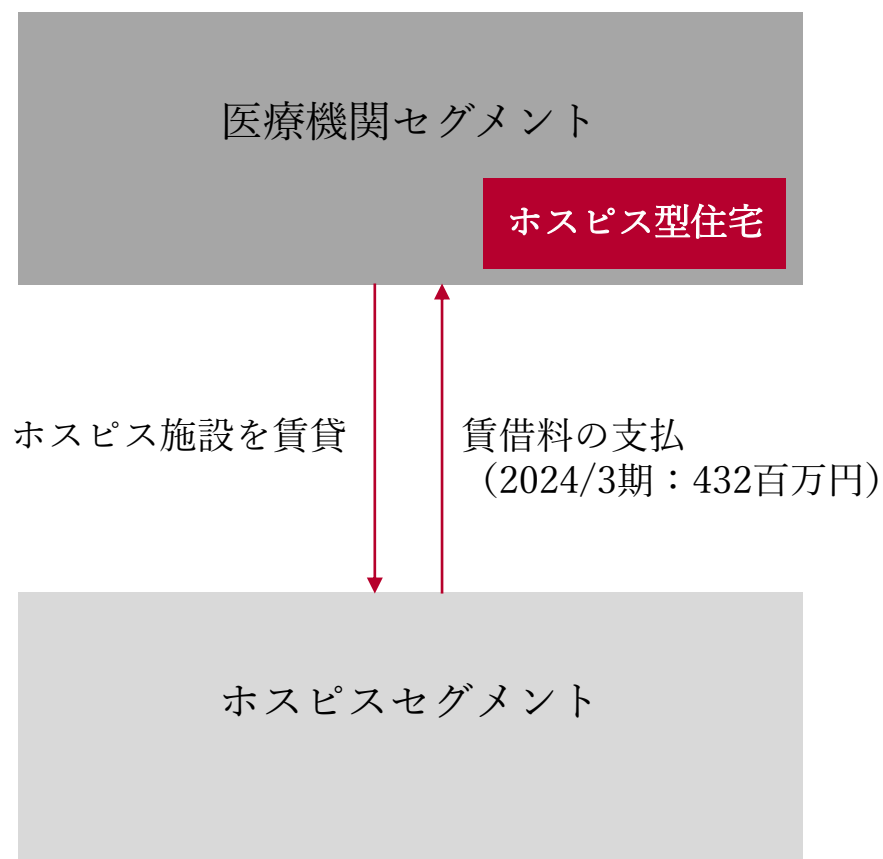 医療機関セグメント
ホスピス型住宅
ホスピス施設を賃貸
賃借料の支払
（2024/3期：432百万円）
ホスピスセグメント